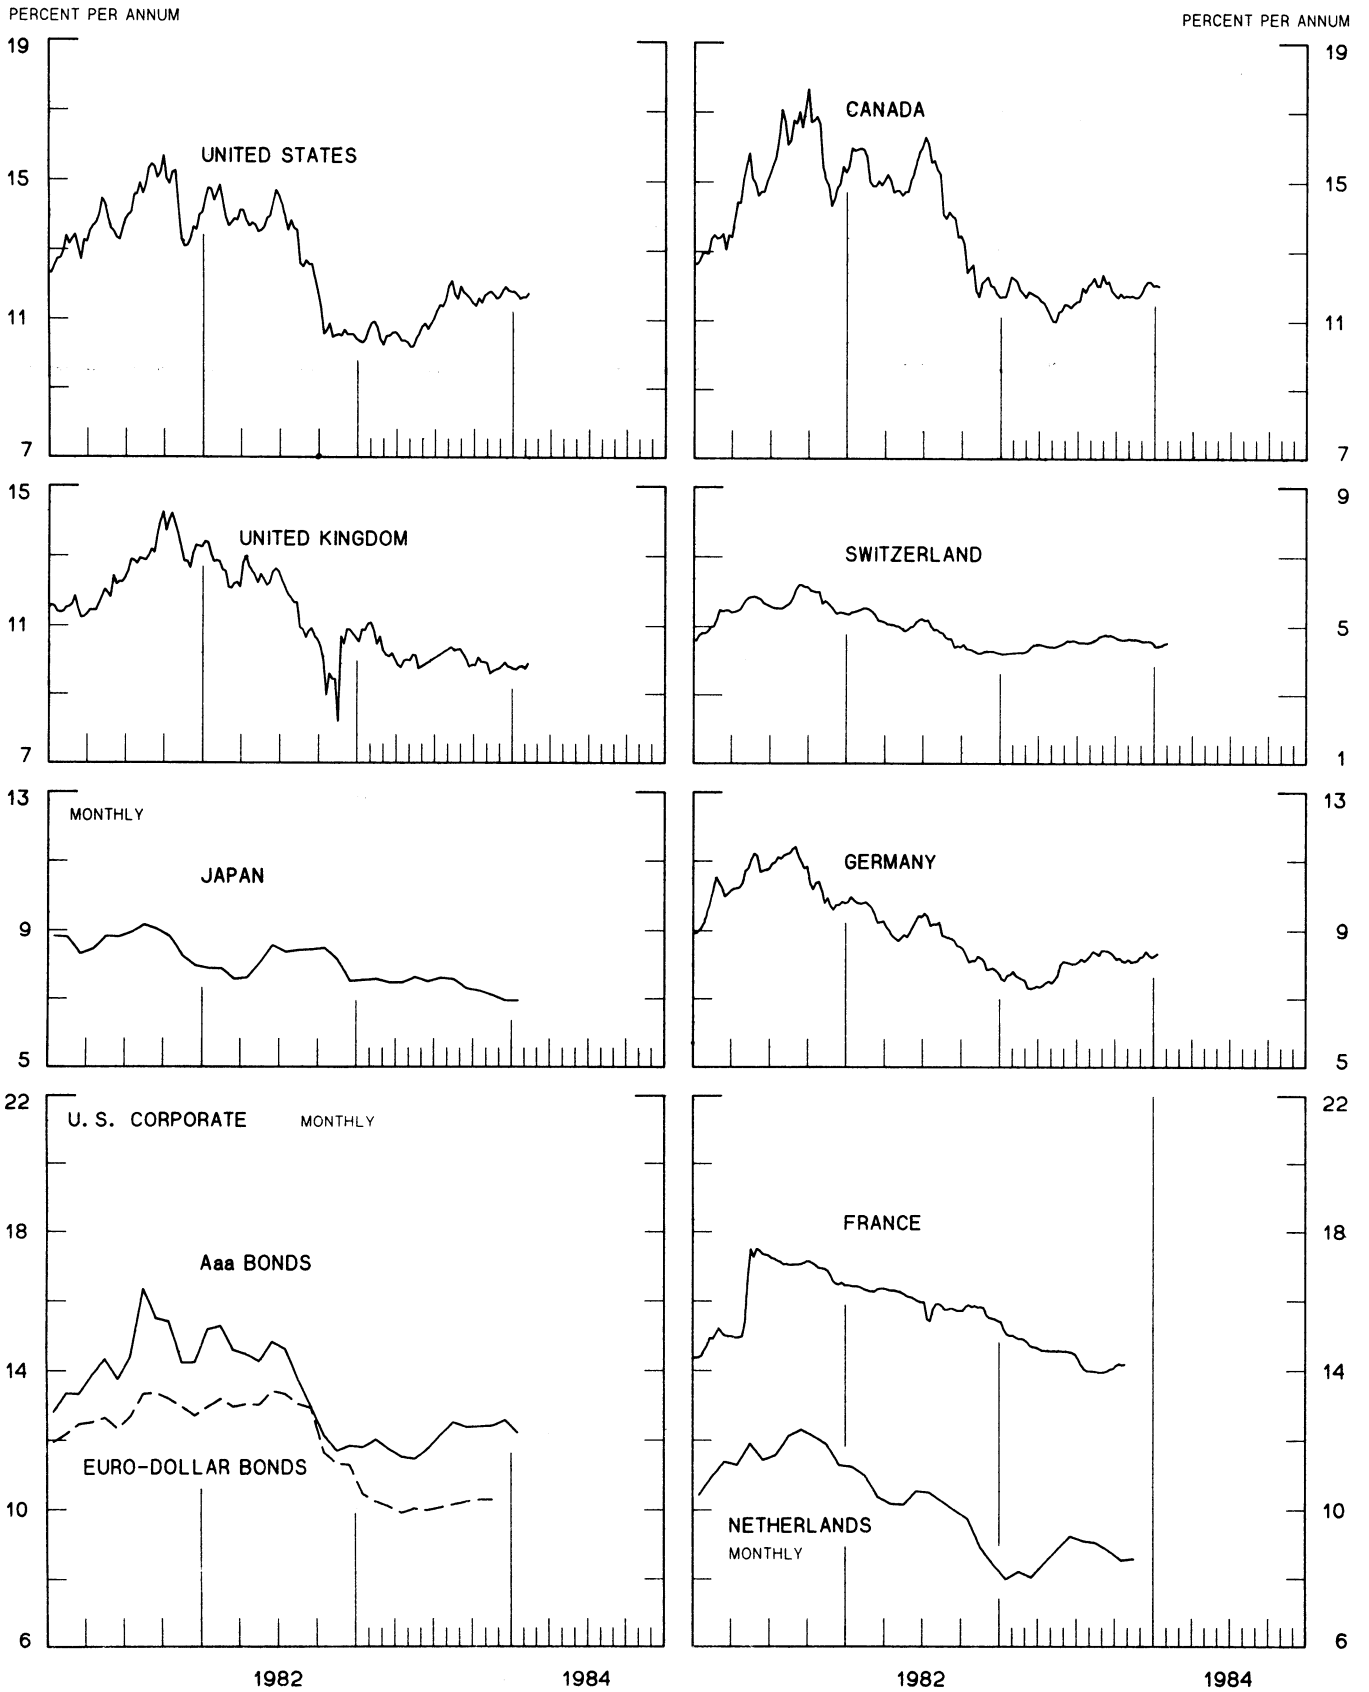 PERCENT PER ANNUM
PERCENT PER ANNUM
19
UNITED STATES
15
11
7
CANADA
19
15
11
7
15
UNITED KINGDOM
11
7
SWITZERLAND
9
5
1
13
MONTHLY
JAPAN
9
5
GERMANY
13
9
5
22
U. S. CORPORATE MONTHLY
18
Aaa BONDS
14
EURO-DOLLAR BONDS
10
6
22
FRANCE
18
14
10
NETHERLANDS
MONTHLY
6
1982 1984
1982 1984